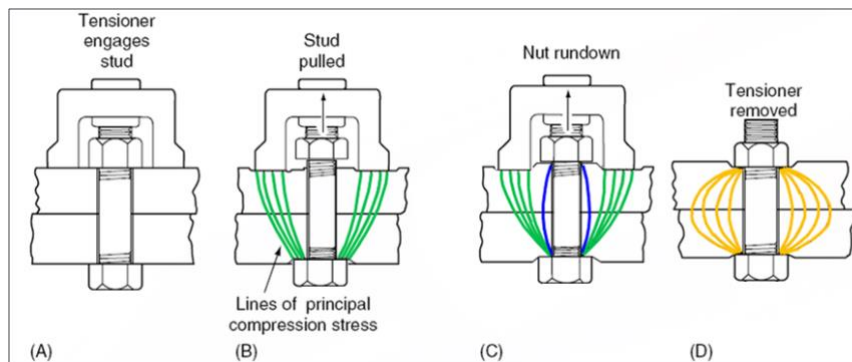 Tensioner
engages
stud
Stud
pulled
Nut rundown
Tensioner
removed
Lines of principal
compression stress
(A)
(B)
(C)
(D)